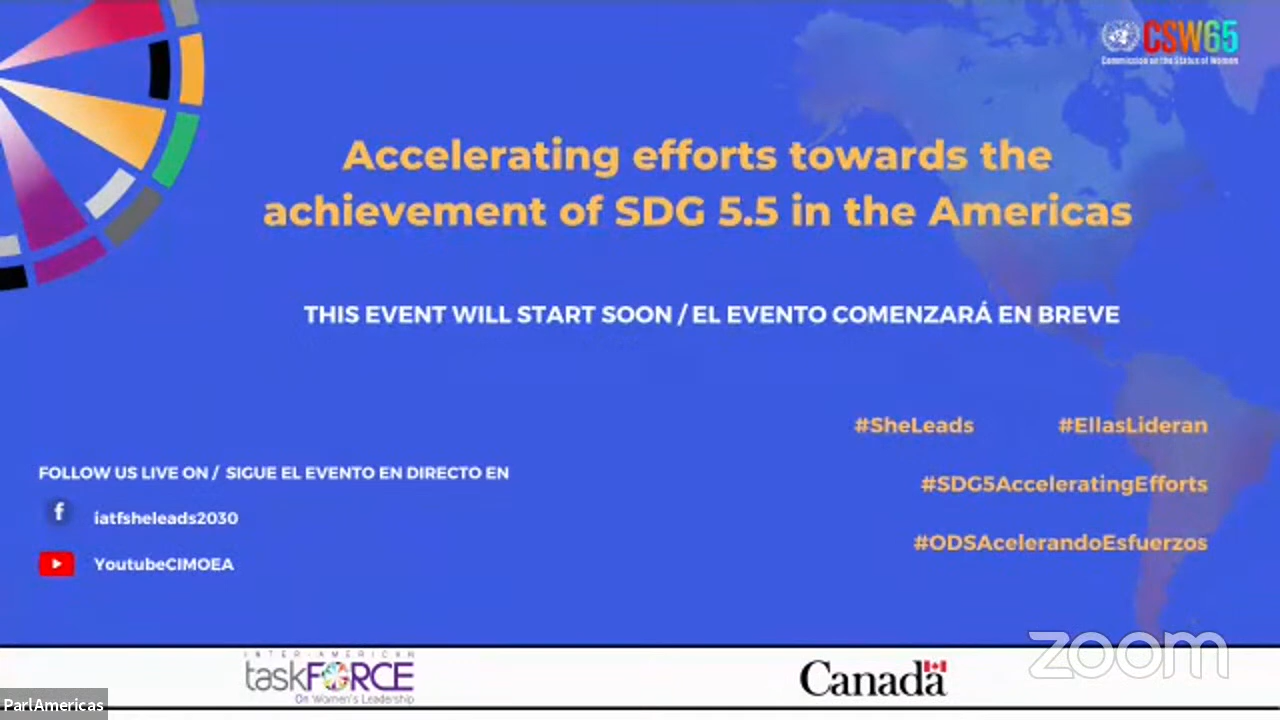 CSW65
Commission on the Status of Women
Accelerating efforts towards the
achievement of SDG 5.5 in the Americas
THIS EVENT WILL START SOON / EL EVENTO COMENZARÁ EN BREVE
#SheLeads #EllasLideran
#SDG5AcceleratingEfforts
#ODSAcelerandoEsfuerzos
FOLLOW US LIVE ON / SIGUE EL EVENTO EN DIRECTO EN
iatfsheleads2030
YoutubeCIMOEA
INTER-AMERICAN
taskFORCE
On Women's Leadership
Canada
zoom
ParlAmericas